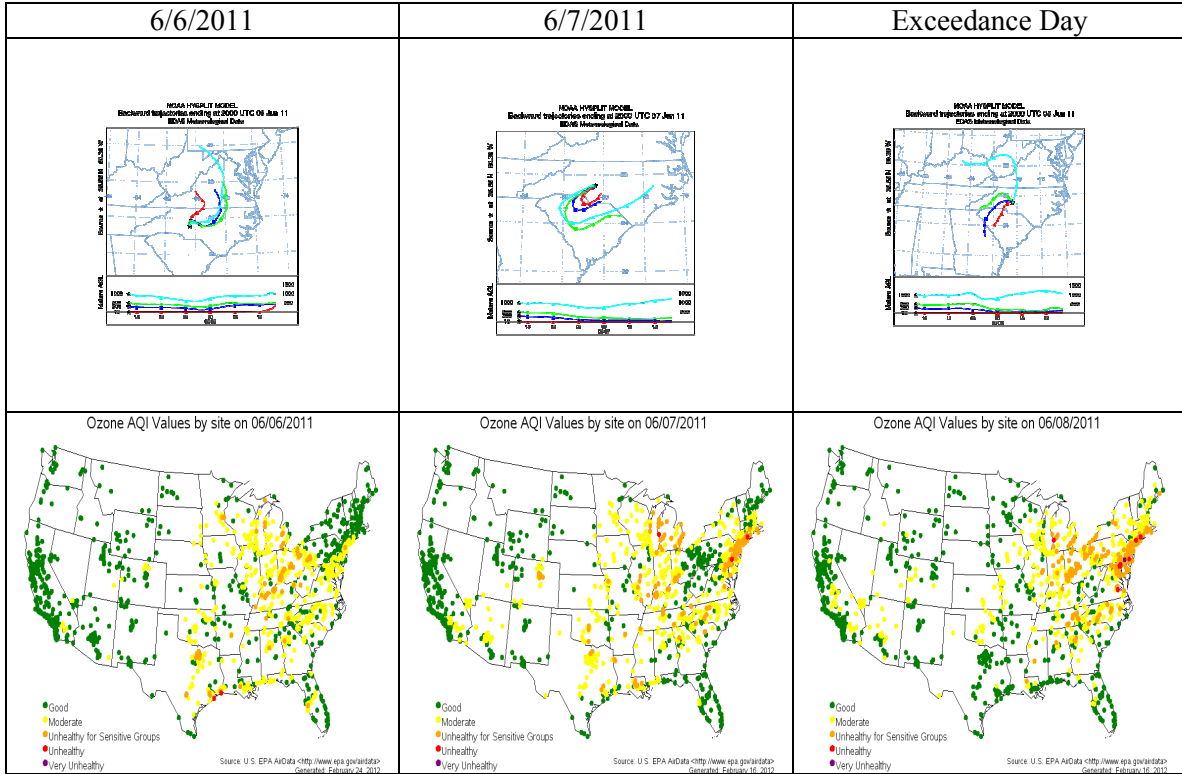 6/6/2011
6/7/2011
Exceedance Day
NOAA HYSPLIT MODEL
Backward trajectories ending at 2000 UTC 06 Jun 11
EDAS Meteorological Data
NOAA HYSPLIT MODEL
Backward trajectories ending at 2000 UTC 07 Jun 11
EDAS Meteorological Data
NOAA HYSPLIT MODEL
Backward trajectories ending at 2000 UTC
EDAS Meteorological Data
Meters AGL
Meters AGL
Meters AGL
Ozone AQI Values by site on 06/06/2011
Good
Moderate
Unhealthy for Sensitive Groups
Unhealthy
Very Unhealthy
Source: U.S. EPA AirData <http://www.epa.gov/airdata>
Generated: February 24, 2012
Ozone AQI Values by site on 06/07/2011
Good
Moderate
Unhealthy for Sensitive Groups
Unhealthy
Very Unhealthy
Source: U.S. EPA AirData <http://www.epa.gov/airdata>
Generated: February 16, 2012
Ozone AQI Values by site on 06/08/2011
Good
Moderate
Unhealthy for Sensitive Groups
Unhealthy
Very Unhealthy
Source: U.S. EPA AirData <http://www.epa.gov/airdata>
Generated: February 16, 2012